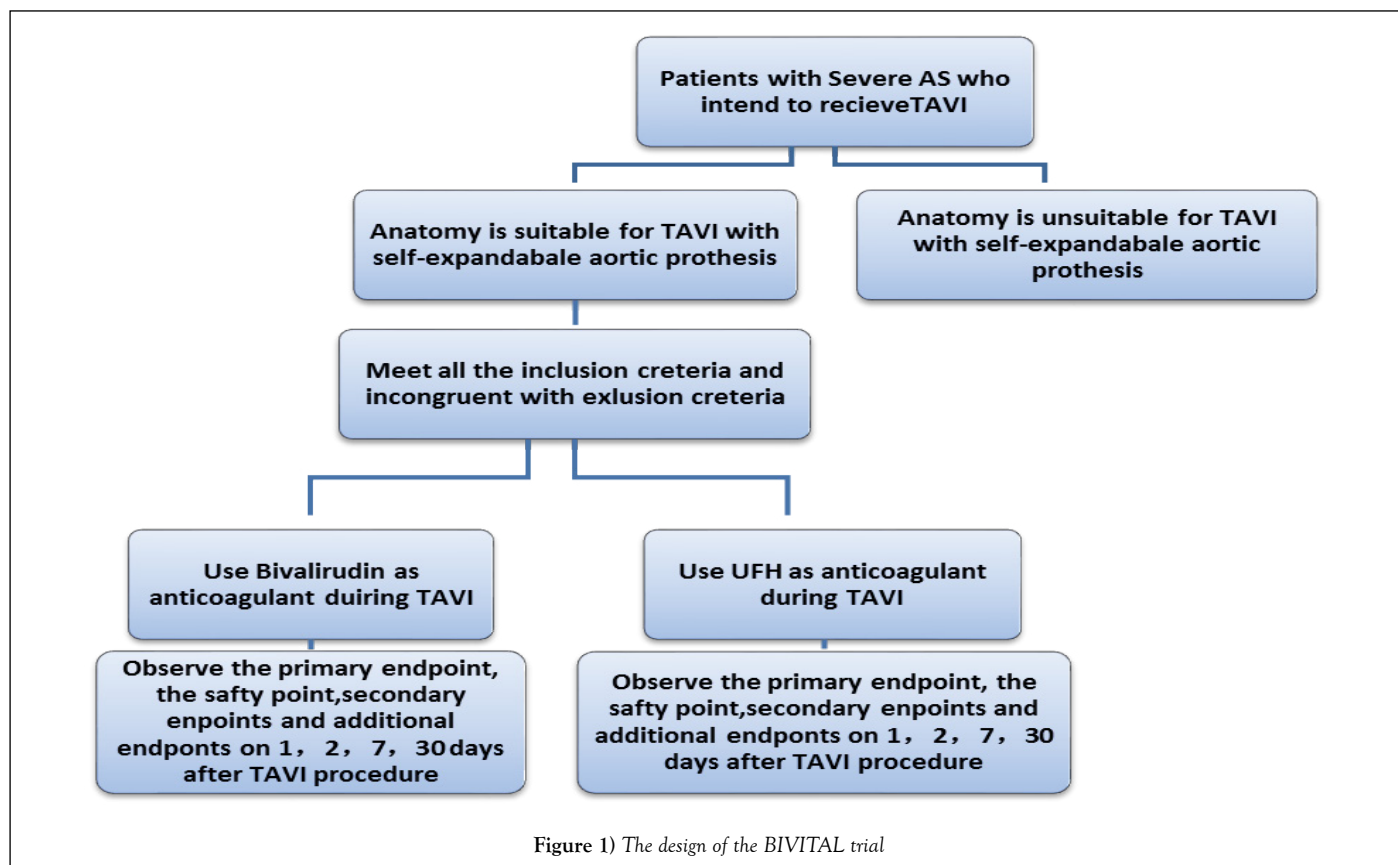 Patients with Severe AS who
intend to recieveTAVI
Anatomy is suitable for TAVI with
self-expandabale aortic prothesis
Anatomy is unsuitable for TAVI
with self-expandabale aortic
prothesis
Meet all the inclusion creteria and
incongruent with exlusion creteria
Use Bivalirudin as
anticoagulant duiring TAVI
Use UFH as anticoagulant
during TAVI
Observe the primary endpoint,
the safty point,secondary
enpoints and additional
endponts on 1，2，7，30 days
after TAVI procedure
Observe the primary endpoint, the
safty point,secondary enpoints and
additional endponts on 1，2，7，30
days after TAVI procedure
Figure 1) The design of the BIVITAL trial